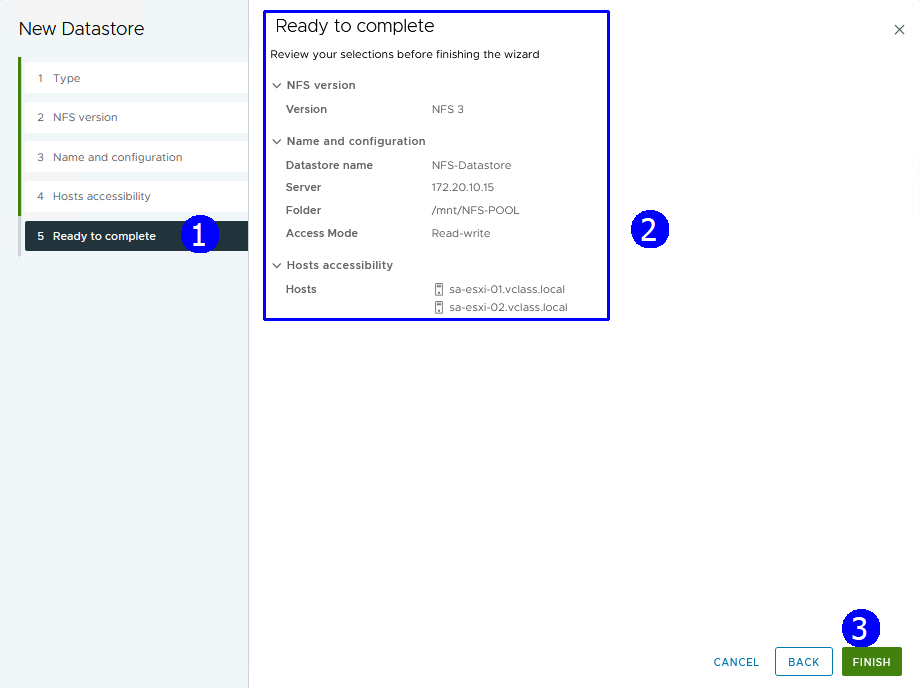 New Datastore
1 Type
2 NFS version
3 Name and configuration
4 Hosts accessibility
5 Ready to complete
1
Ready to complete
Review your selections before finishing the wizard
NFS version
Version NFS 3
Name and configuration
Datastore name NFS-Datastore
Server 172.20.10.15
Folder /mnt/NFS-POOL
Access Mode Read-write
Hosts accessibility
Hosts sa-esxi-01.vclass.local
sa-esxi-02.vclass.local
2
3
CANCEL BACK FINISH